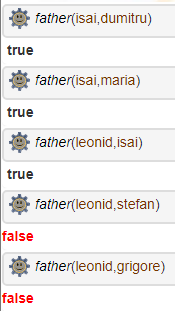 father(isai,dumitru)
true
father(isai,maria)
true
father(leonid,isai)
true
father(leonid,stefan)
false
father(leonid,grigore)
false